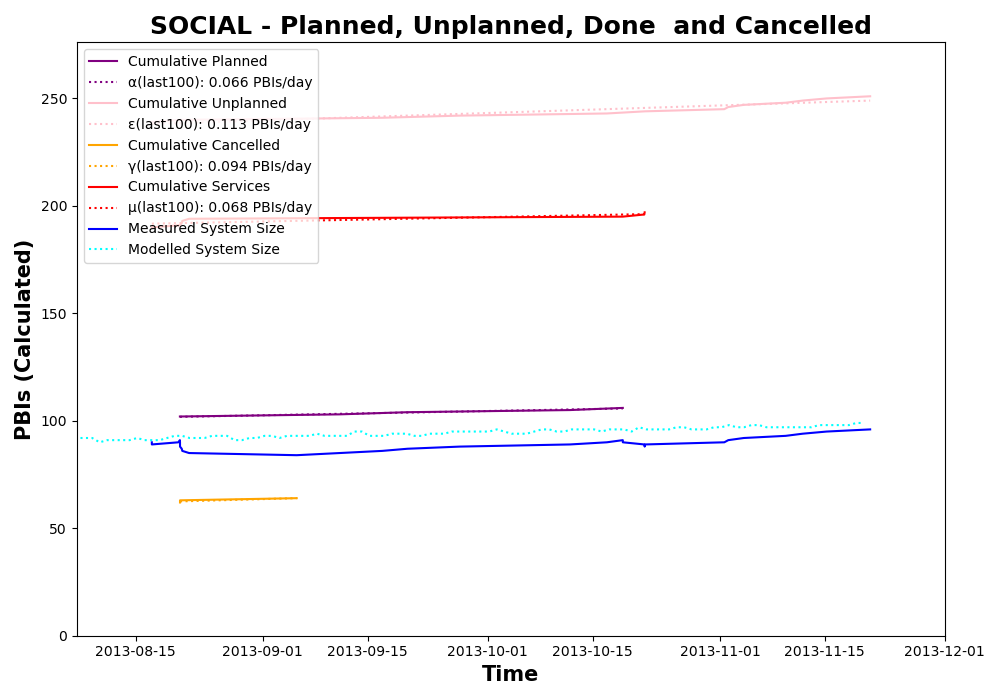 SOCIAL - Planned, Unplanned, Done  and Cancelled
Cumulative Planned
α(last100): 0.066 PBIs/day
Cumulative Unplanned
ε(last100): 0.113 PBIs/day
Cumulative Cancelled
γ(last100): 0.094 PBIs/day
Cumulative Services
μ(last100): 0.068 PBIs/day
Measured System Size
Modelled System Size
PBIs (Calculated)
250
200
150
100
50
0
2013-08-15
2013-09-01
2013-09-15
2013-10-01
2013-10-15
2013-11-01
2013-11-15
2013-12-01
Time